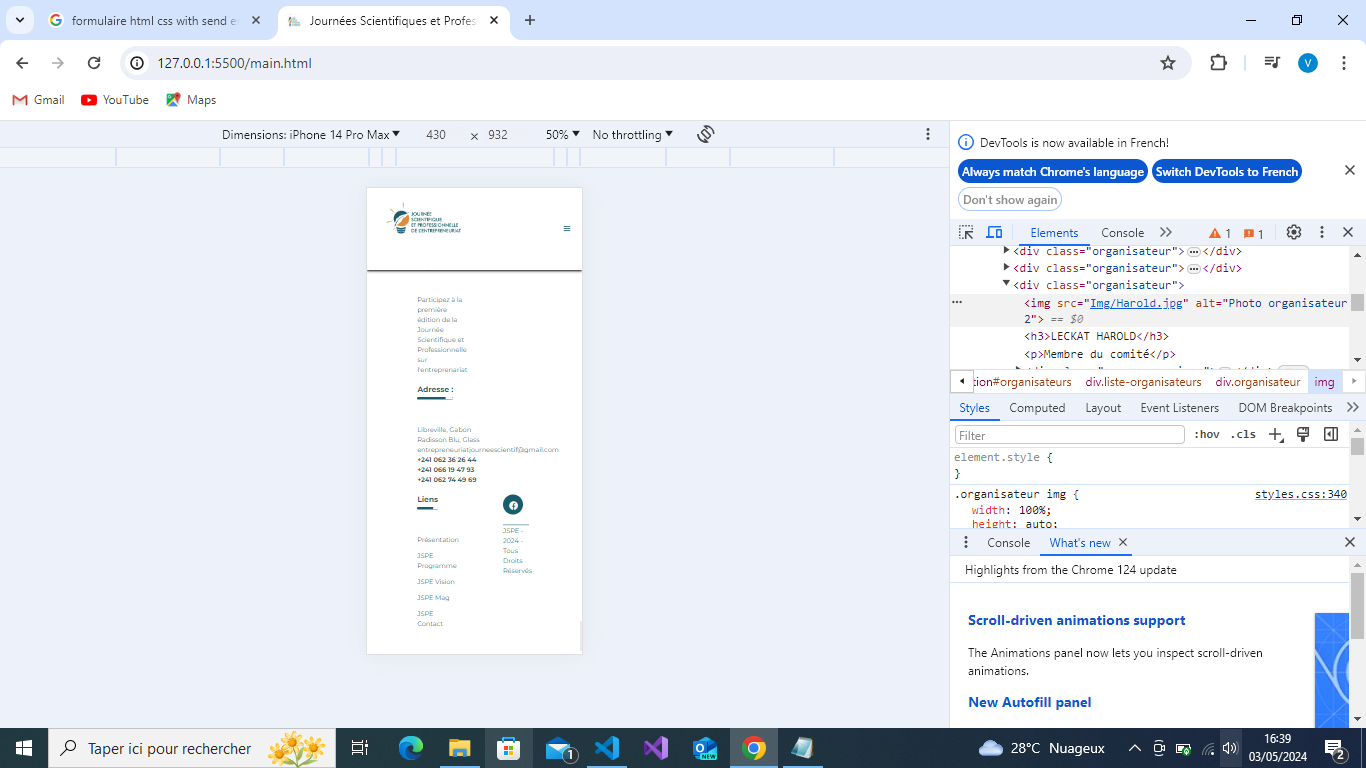 formulaire html css with send e
Journées Scientifiques et Profes
127.0.0.1:5500/main.html
V
Gmail
YouTube
Maps
Dimensions: iPhone 14 Pro Max
430
×
932
50%
No throttling
JOURNÉE
SCIENTIFIQUE
ET PROFESSIONNELLE
DE L'ENTREPRENEURIAT
Participez à la
première
édition de la
Journée
Scientifique et
Professionnelle
sur
l'entreprenariat
Adresse :
Libreville, Gabon
Radisson Blu, Glass
entrepreneuriatjourneescientif@gmail.com
+241 062 36 26 44
+241 066 19 47 93
+241 062 74 49 69
Liens
Présentation
JSPE
Programme
JSPE Vision
JSPE Mag
JSPE
Contact
JSPE -
2024 -
Tous
Droits
Réservés
DevTools is now available in French!
Always match Chrome's language
Switch DevTools to French
Don't show again
Elements
Console
1
1
<div class="organisateur"> … </div>
<div class="organisateur"> … </div>
<div class="organisateur">
<img src="Img/Harold.jpg" alt="Photo organisateur
2"> == $0
<h3>LECKAT HAROLD</h3>
<p>Membre du comité</p>
tion#organisateurs
div.liste-organisateurs
div.organisateur
img
Styles
Computed
Layout
Event Listeners
DOM Breakpoints
Filter
:hov
.cls
element.style {
}
.organisateur img {
styles.css:340
width: 100%;
height: auto;
Console
What's new
Highlights from the Chrome 124 update
Scroll-driven animations support
The Animations panel now lets you inspect scroll-driven
animations.
New Autofill panel
Taper ici pour rechercher
1
NEW
28°C Nuageux
16:39
03/05/2024
2